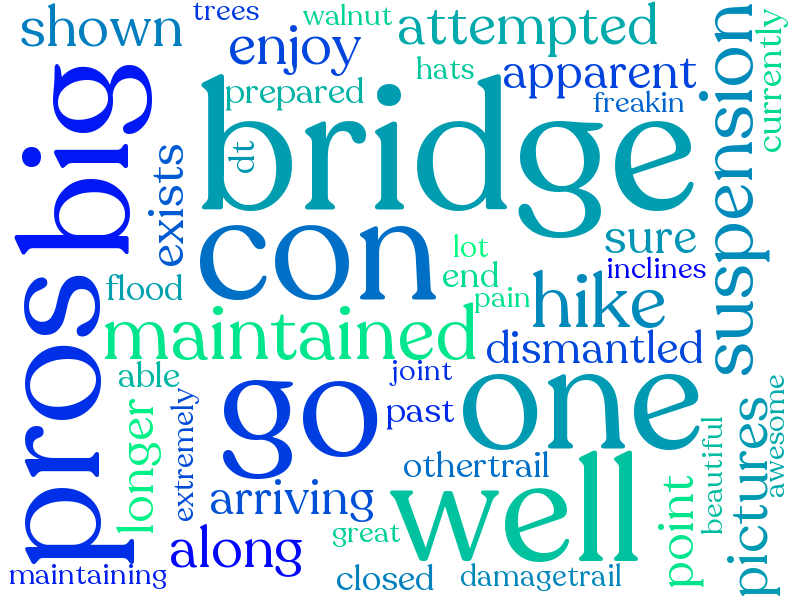 trees
walnut
shown
enjoy
attempted
hats
apparent
prepared
freakin
currently
big
bridge
suspension
dt
exists
con
sure
lot
inclines
end
flood
pain
hike
maintained
dismantled
pros
able
joint
go
one
past
longer
extremely
awesome
pictures
beautiful
othertrail
arriving
well
point
great
along
maintaining
closed
damagetrail